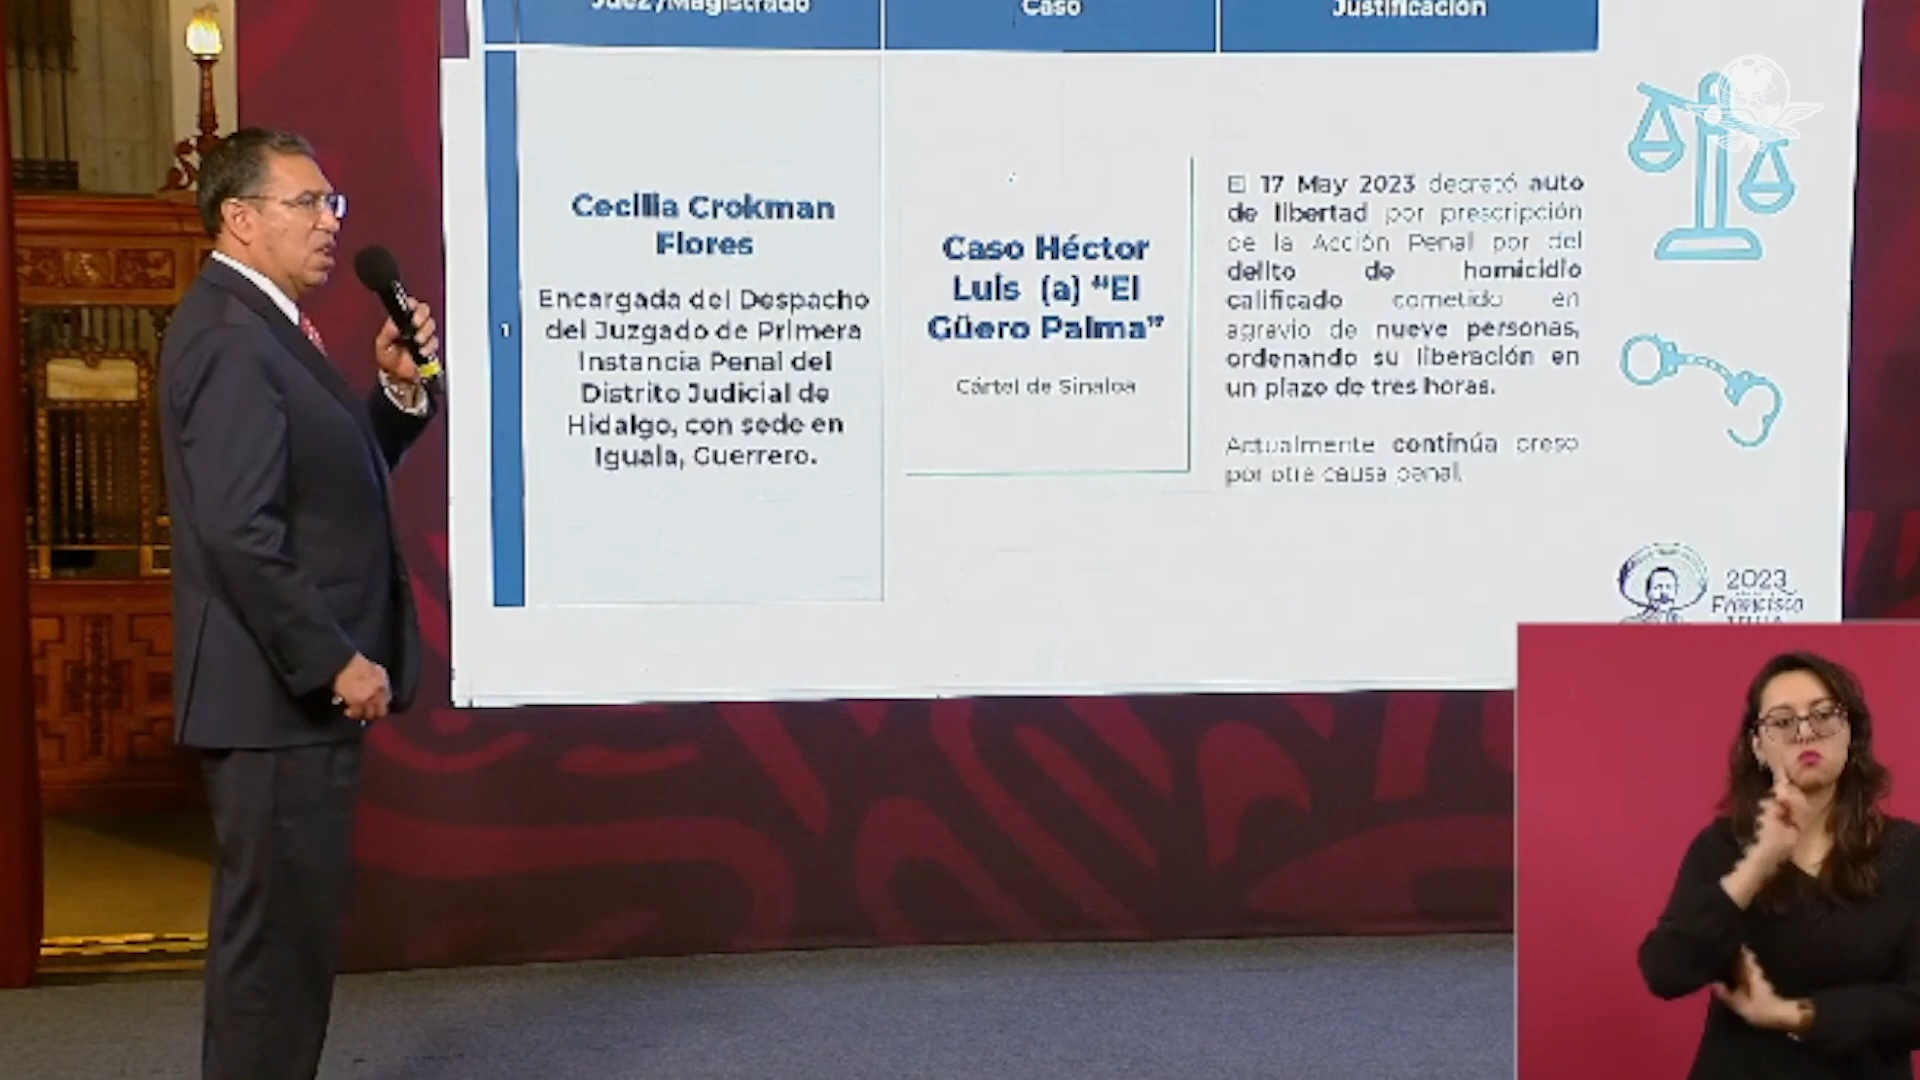 Juez/Magistrado
Caso
Justificación
1
Cecilia Crokman
Flores
Encargada del Despacho
del Juzgado de Primera
Instancia Penal del
Distrito Judicial de
Hidalgo, con sede en
Iguala, Guerrero.
Caso Héctor
Luis (a) “El
Güero Palma”
Cártel de Sinaloa
El 17 May 2023 decretó auto
de libertad por prescripción
de la Acción Penal por del
delito de homicidio
calificado cometido en
agravio de nueve personas,
ordenando su liberación en
un plazo de tres horas.
Actualmente continúa preso
por otra causa penal.
2023
Francisco
VILLA